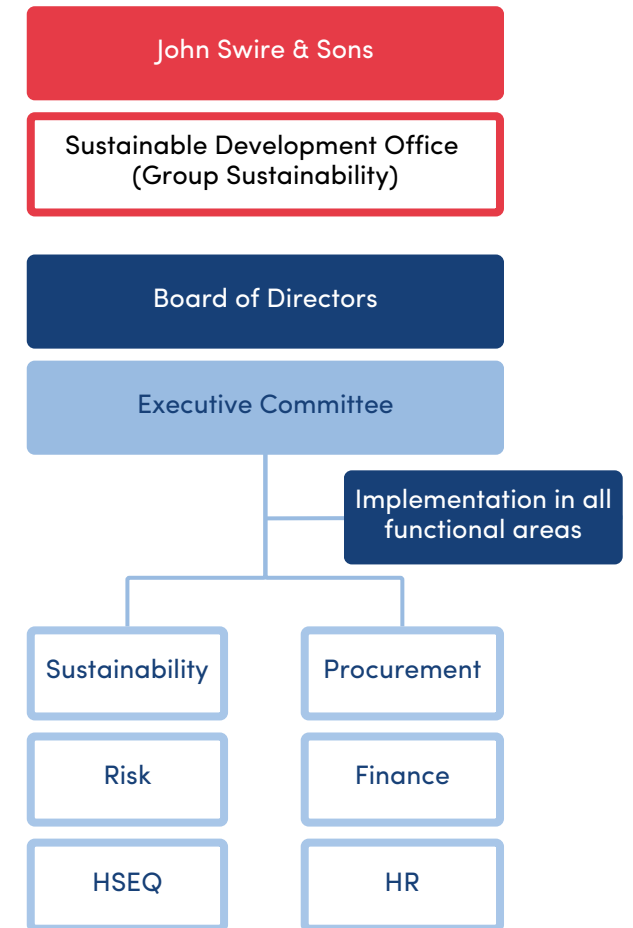 John Swire & Sons
Sustainable Development Office
(Group Sustainability)
Board of Directors
Executive Committee
Implementation in all
functional areas
Sustainability
Procurement
Risk
Finance
HSEQ
HR